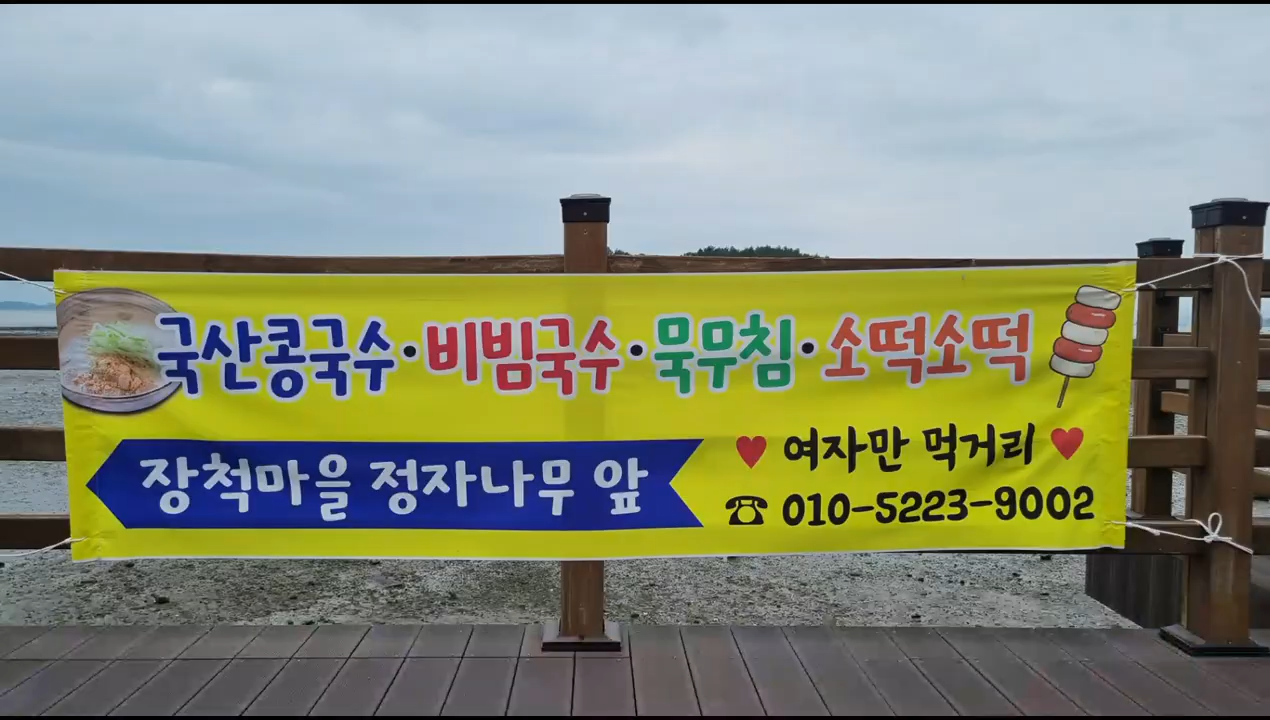 국산콩국수·비빔국수·묵무침·소떡소떡
장척마을 정자나무 앞
♥ 여자만 먹거리 ♥
☎ 010-5223-9002